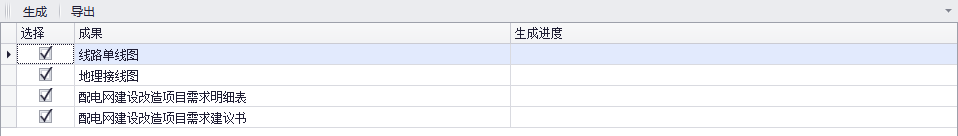 生成 导出
选择 成果 生成进度
线路单线图
地理接线图
配电网建设改造项目需求明细表
配电网建设改造项目需求建议书